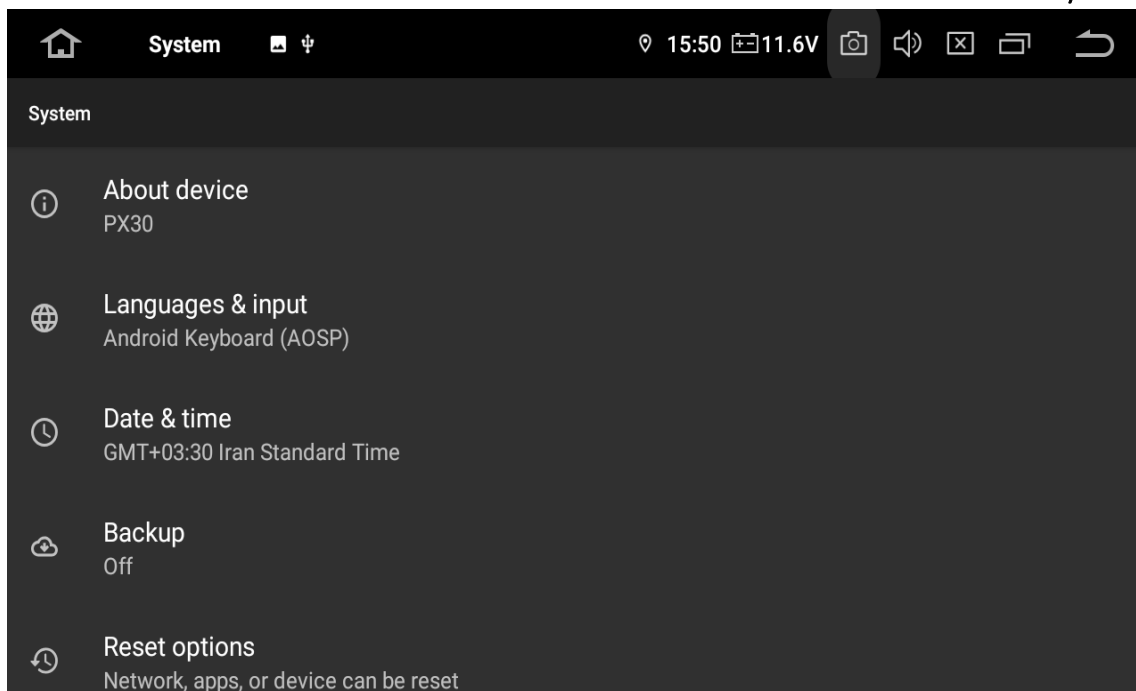 System
15:50 11.6V
System
About device
PX30
Languages & input
Android Keyboard (AOSP)
Date & time
GMT+03:30 Iran Standard Time
Backup
Off
Reset options
Network, apps, or device can be reset